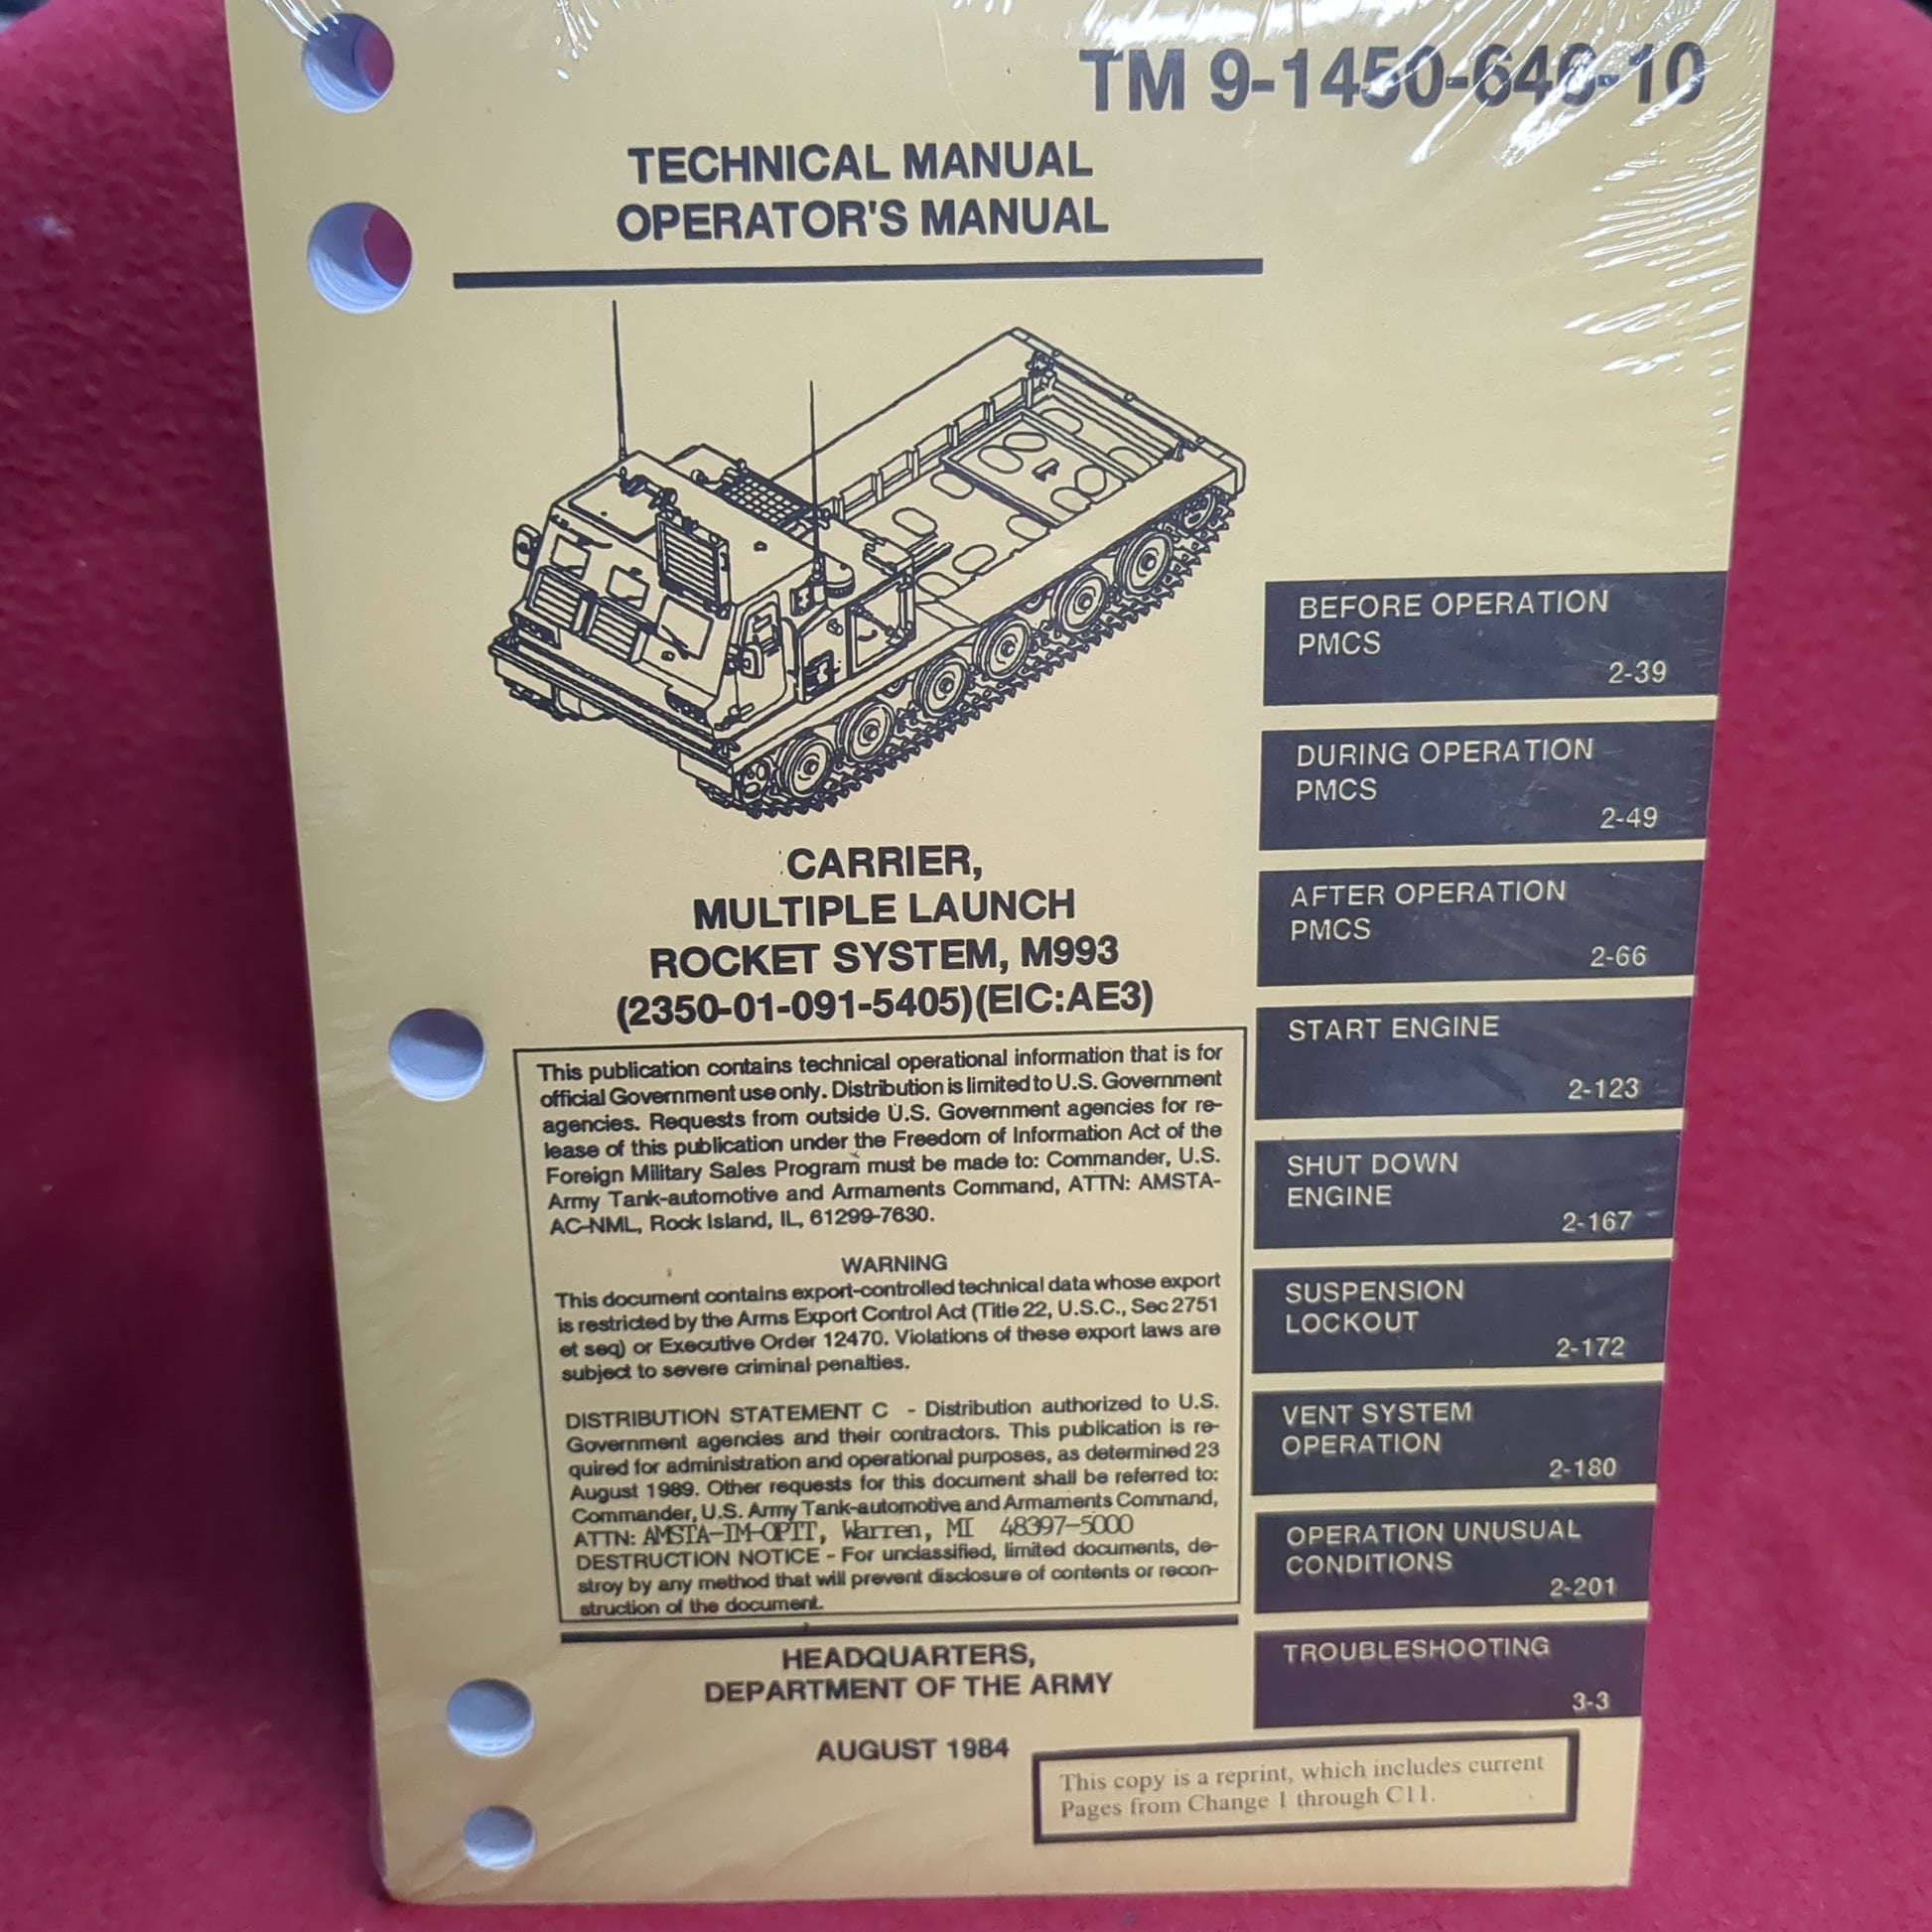 TM 9-1450-646-10
TECHNICAL MANUAL
OPERATOR'S MANUAL
CARRIER,
MULTIPLE LAUNCH
ROCKET SYSTEM, M993
(2350-01-091-5405)(EIC:AE3)
This publication contains technical operational information that is for
official Government use only. Distribution is limited to U.S. Government
agencies. Requests from outside U.S. Government agencies for re-
lease of this publication under the Freedom of Information Act of the
Foreign Military Sales Program must be made to: Commander, U.S.
Army Tank-automotive and Armaments Command, ATTN: AMSTA-
AC-NML, Rock Island, IL, 61299-7630.
WARNING
This document contains export-controlled technical data whose export
is restricted by the Arms Export Control Act (Title 22, U.S.C., Sec 2751
et seq) or Executive Order 12470. Violations of these export laws are
subject to severe criminal penalties.
DISTRIBUTION STATEMENT C - Distribution authorized to U.S.
Government agencies and their contractors. This publication is re-
quired for administration and operational purposes, as determined 23
August 1989. Other requests for this document shall be referred to:
Commander, U.S. Army Tank-automotive and Armaments Command,
ATTN: AMSTA-IM-OPIT, Warren, MI 48397-5000
DESTRUCTION NOTICE - For unclassified, limited documents, de-
stroy by any method that will prevent disclosure of contents or recon-
struction of the document.
HEADQUARTERS,
DEPARTMENT OF THE ARMY
AUGUST 1984
This copy is a reprint, which includes current
Pages from Change 1 through C11.
BEFORE OPERATION
PMCS
2-39
DURING OPERATION
PMCS
2-49
AFTER OPERATION
PMCS
2-66
START ENGINE
2-123
SHUT DOWN
ENGINE
2-167
SUSPENSION
LOCKOUT
2-172
VENT SYSTEM
OPERATION
2-180
OPERATION UNUSUAL
CONDITIONS
2-201
TROUBLESHOOTING
3-3